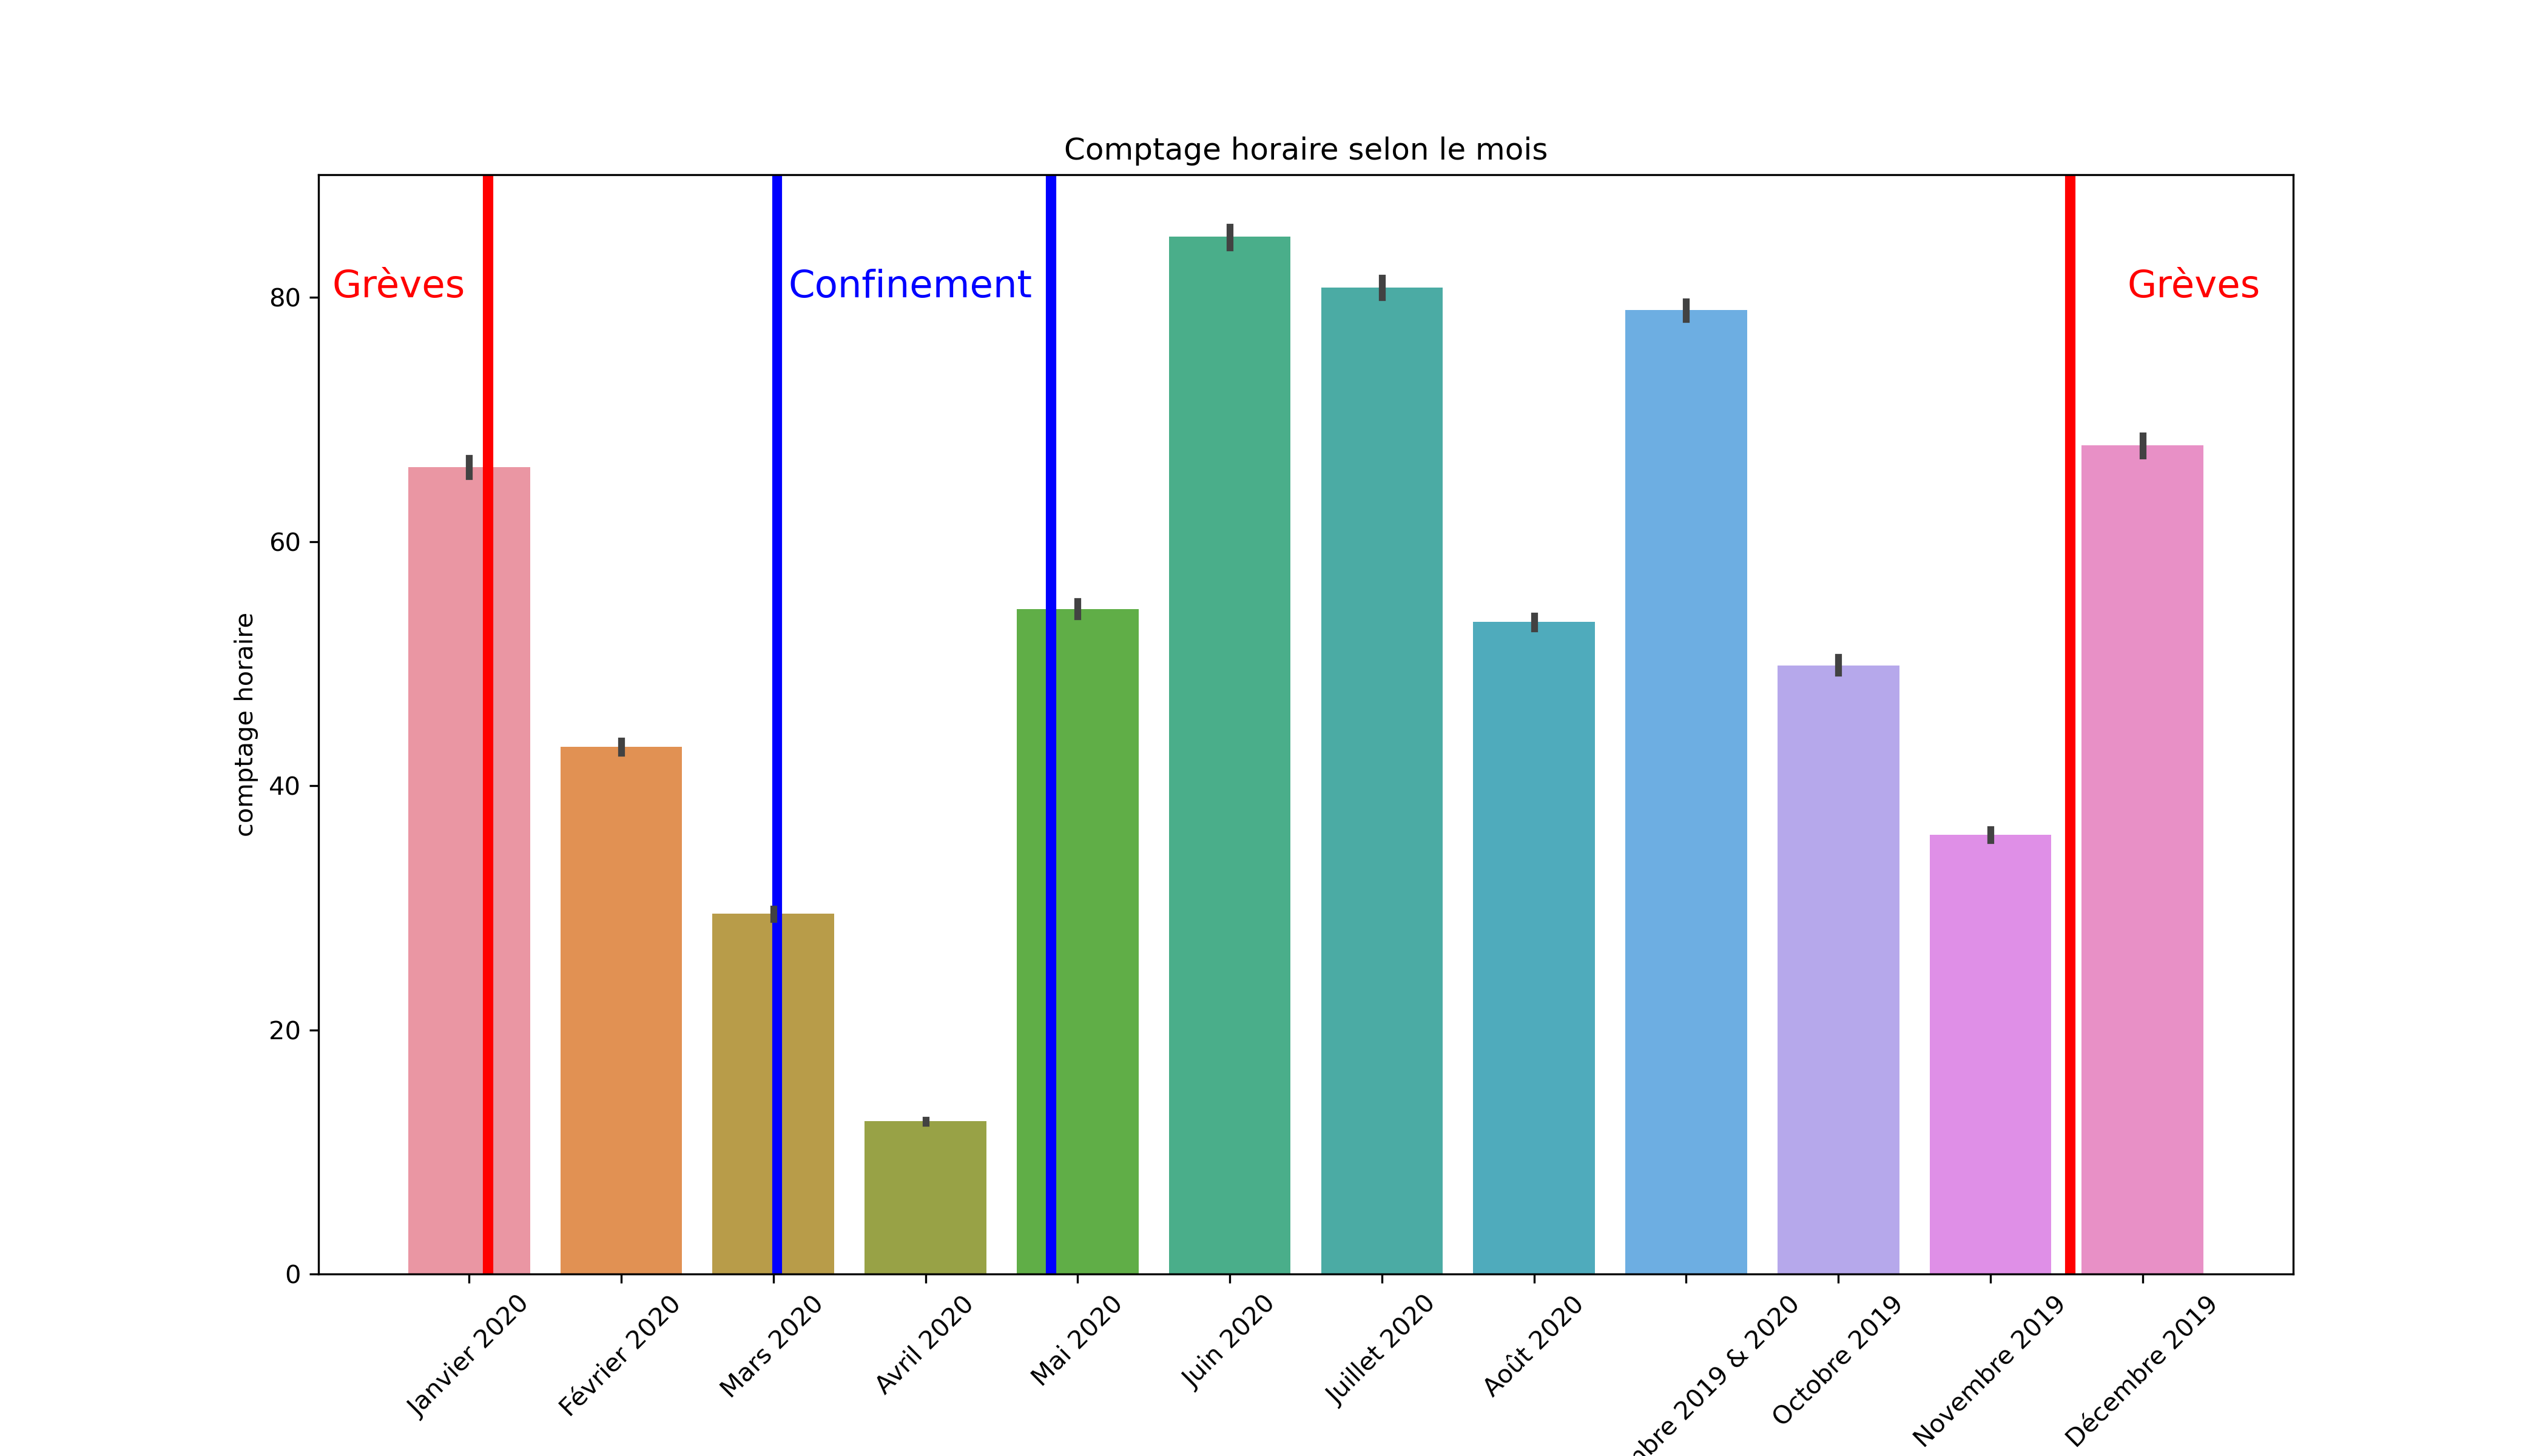 Comptage horaire selon le mois
Grèves
Confinement
Grèves
comptage horaire
80
60
40
20
0
Janvier 2020
Février 2020
Mars 2020
Avril 2020
Mai 2020
Juin 2020
Juillet 2020
Août 2020
2019 & 2020
Octobre 2019
Novembre 2019
Décembre 2019